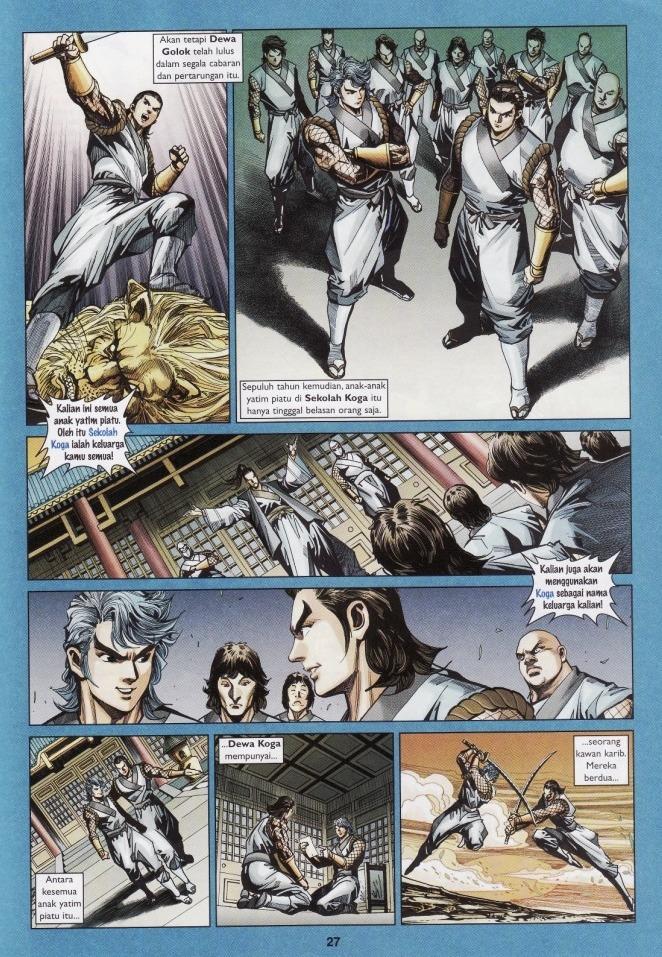 Akan tetapi Dewa
Golok telah lulus
dalam segala cabaran
dan pertarungan itu.
Sepuluh tahun kemudian, anak-anak
yatim piatu di Sekolah Koga itu
hanya tingggal belasan orang saja.
Kalian ini semua
anak yatim piatu.
Oleh itu Sekolah
Koga ialah keluarga
kamu semua!
Kalian juga akan
menggunakan
Koga sebagai nama
keluarga kalian!
Antara
kesemua
anak yatim
piatu itu...
...Dewa Koga
mempunyai...
...seorang
kawan karib.
Mereka
berdua...
27